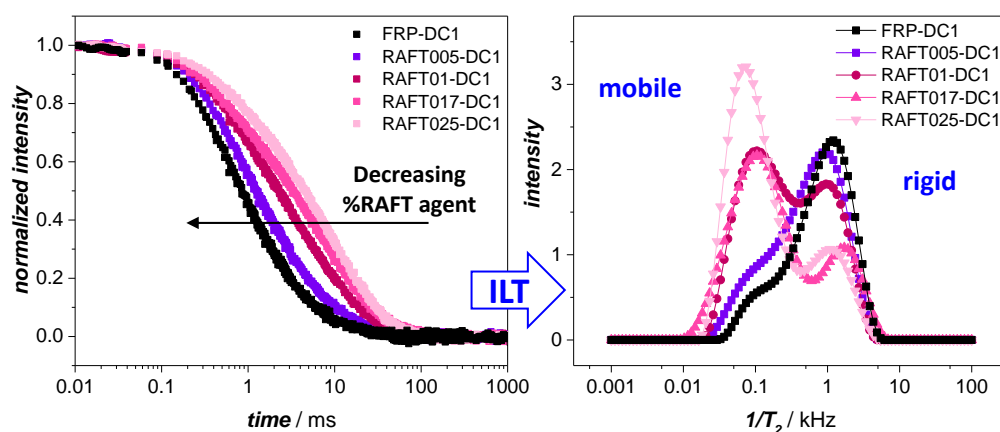 1.0
0.8
0.6
0.4
0.2
0.0
normalized intensity
FRP-DC1
RAFT005-DC1
RAFT01-DC1
RAFT017-DC1
RAFT025-DC1
Decreasing
%RAFT agent
0.01
0.1
1
10
100
1000
time / ms
ILT
3
2
1
0
intensity
mobile
FRP-DC1
RAFT005-DC1
RAFT01-DC1
RAFT017-DC1
RAFT025-DC1
rigid
0.001
0.01
0.1
1
10
100
1/T2 / kHz